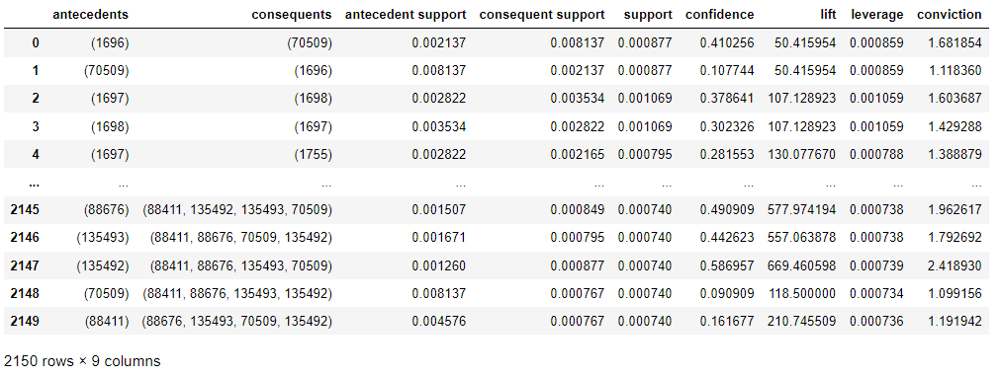 antecedents consequents antecedent support consequent support support confidence lift leverage conviction
0 (1696) (70509) 0.002137 0.008137 0.000877 0.410256 50.415954 0.000859 1.681854
1 (70509) (1696) 0.008137 0.002137 0.000877 0.107744 50.415954 0.000859 1.118360
2 (1697) (1698) 0.002822 0.003534 0.001069 0.378641 107.128923 0.001059 1.603687
3 (1698) (1697) 0.003534 0.002822 0.001069 0.302326 107.128923 0.001059 1.429288
4 (1697) (1755) 0.002822 0.002165 0.000795 0.281553 130.077670 0.000788 1.388879
... ... ... ... ... ... ... ... ... ...
2145 (88676) (88411, 135492, 135493, 70509) 0.001507 0.000849 0.000740 0.490909 577.974194 0.000738 1.962617
2146 (135493) (88411, 88676, 70509, 135492) 0.001671 0.000795 0.000740 0.442623 557.063878 0.000738 1.792692
2147 (135492) (88411, 88676, 135493, 70509) 0.001260 0.000877 0.000740 0.586957 669.460598 0.000739 2.418930
2148 (70509) (88411, 88676, 135493, 135492) 0.008137 0.000767 0.000740 0.090909 118.500000 0.000734 1.099156
2149 (88411) (88676, 135493, 70509, 135492) 0.004576 0.000767 0.000740 0.161677 210.745509 0.000736 1.191942
2150 rows × 9 columns